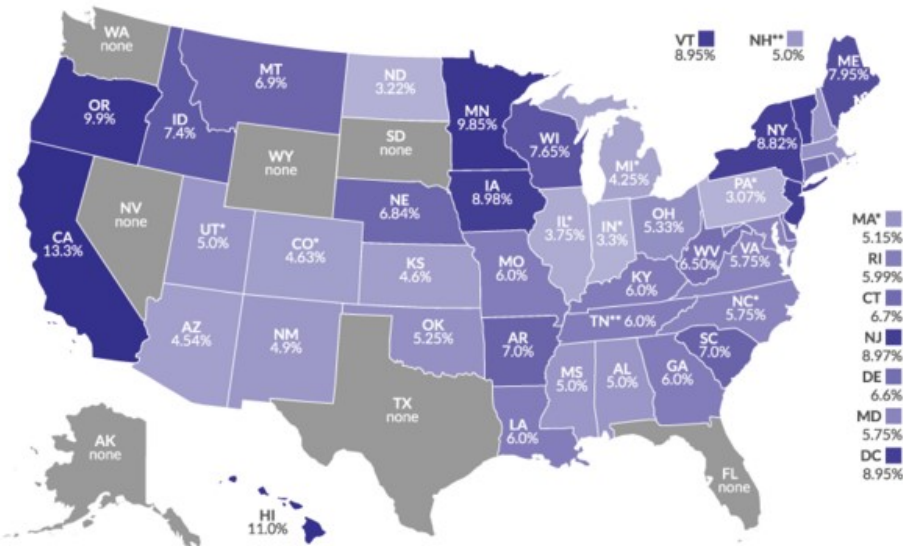 WA
none
VT
8.95%
NH**
5.0%
ME
7.95%
MT
6.9%
ND
3.22%
MN
9.85%
OR
9.9%
ID
7.4%
SD
none
WI
7.65%
NY
8.82%
WY
none
MI*
4.25%
PA*
3.07%
IA
8.98%
NE
6.84%
NV
none
UT*
5.0%
CA
13.3%
CO*
4.63%
IL*
3.75%
IN*
3.3%
OH
5.33%
MA*
5.15%
WV
6.50%
VA
5.75%
RI
5.99%
KS
4.6%
MO
6.0%
KY
6.0%
CT
6.7%
NC*
5.75%
TN** 6.0%
NJ
8.97%
AZ
4.54%
NM
4.9%
OK
5.25%
AR
7.0%
SC
7.0%
DE
6.6%
MS
5.0%
AL
5.0%
GA
6.0%
MD
5.75%
TX
none
LA
6.0%
DC
8.95%
AK
none
FL
none
HI
11.0%